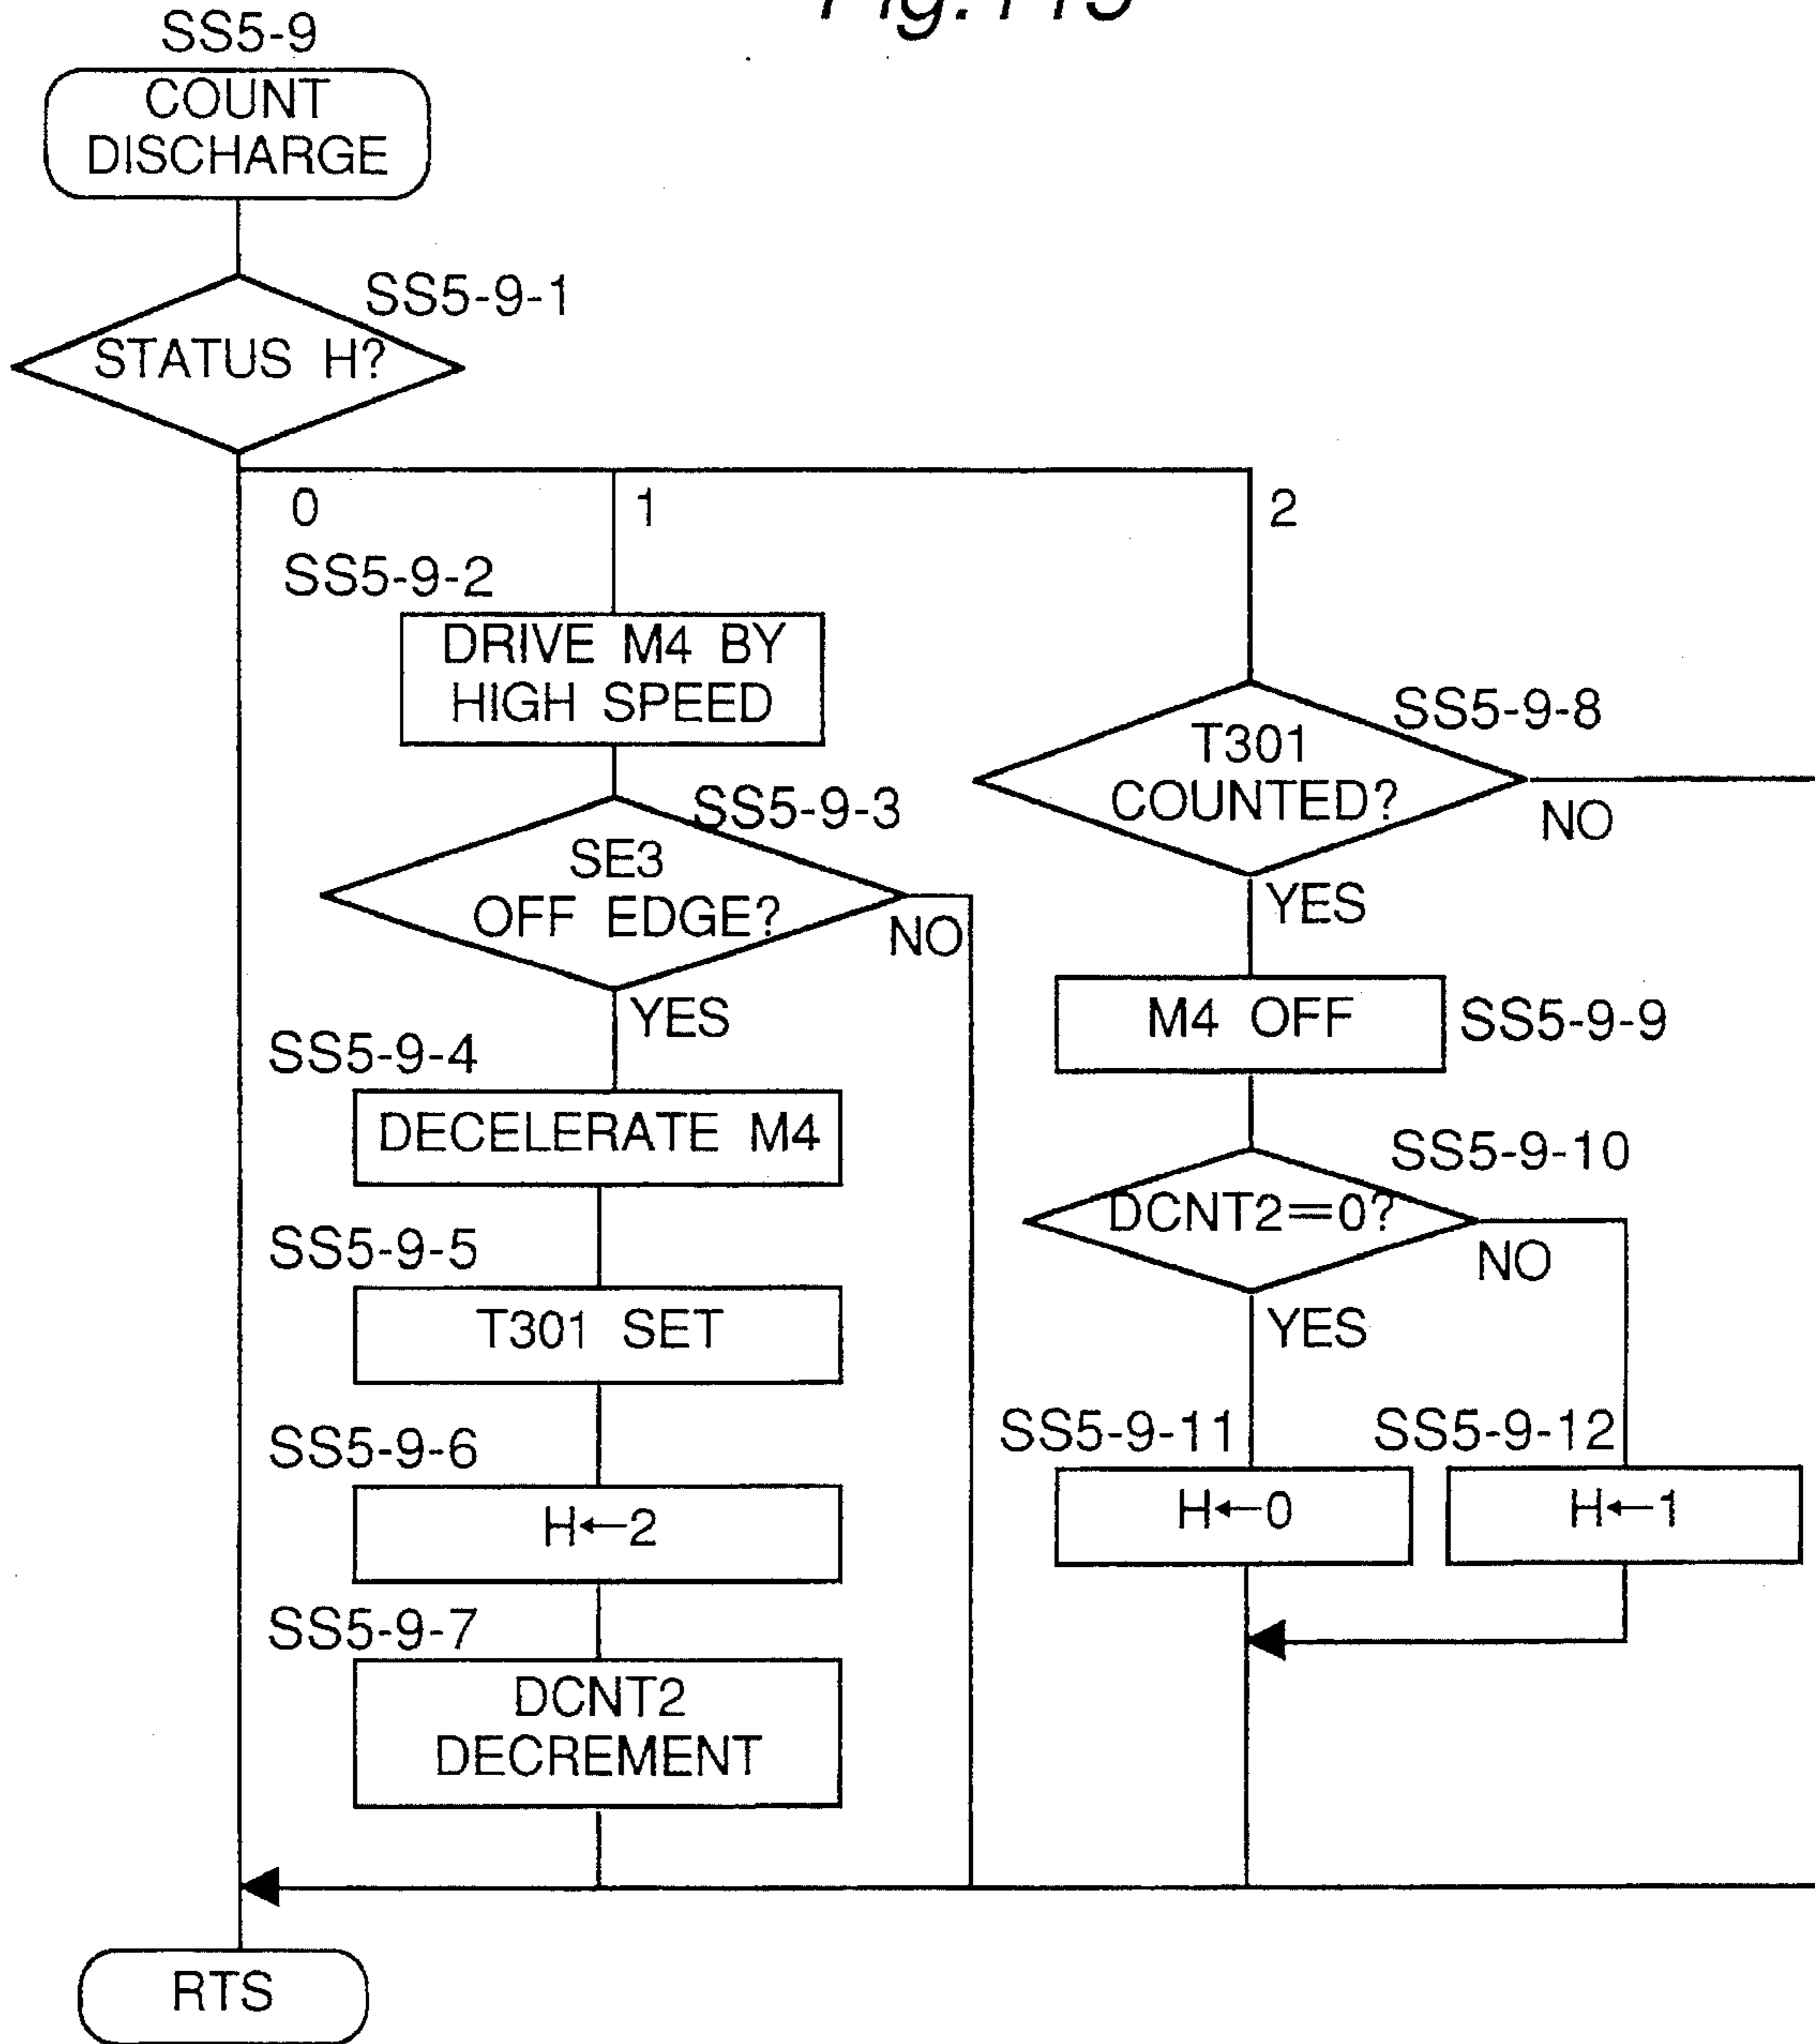 Fig.113
SS5-9
COUNT
DISCHARGE
SS5-9-1
STATUS H?
0
1
2
SS5-9-2
DRIVE M4 BY
HIGH SPEED
SS5-9-3
SE3
OFF EDGE?
NO
YES
SS5-9-4
DECELERATE M4
SS5-9-5
T301 SET
SS5-9-6
H←2
SS5-9-7
DCNT2
DECREMENT
SS5-9-8
T301
COUNTED?
NO
YES
M4 OFF
SS5-9-9
SS5-9-10
DCNT2=0?
NO
YES
SS5-9-11
H←0
SS5-9-12
H←1
RTS